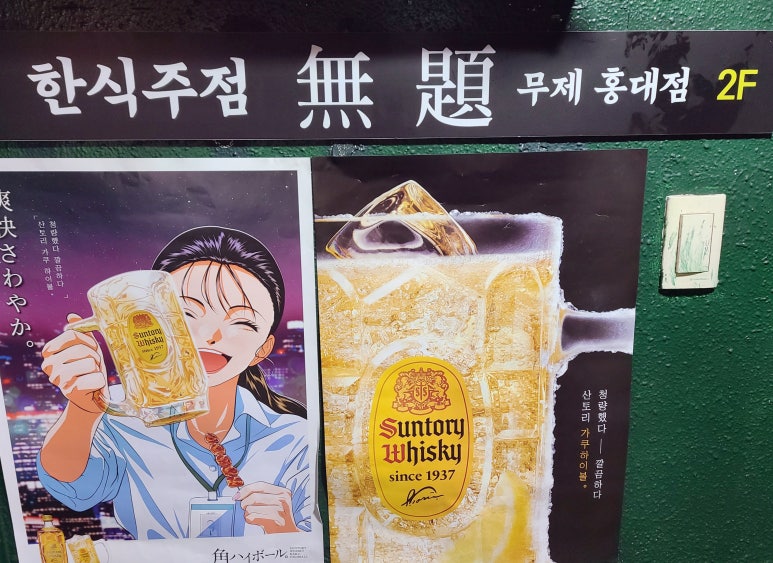 한식주점 無題 무제 홍대점 2F
爽快さわやか。
「청량했다 깔끔하다
산토리 가쿠 하이볼」。
Suntory
Whisky
since 1937
角ハイボール。
Suntory
Whisky
since 1937
청량했다 — 깔끔하다
산토리 가쿠하이볼。